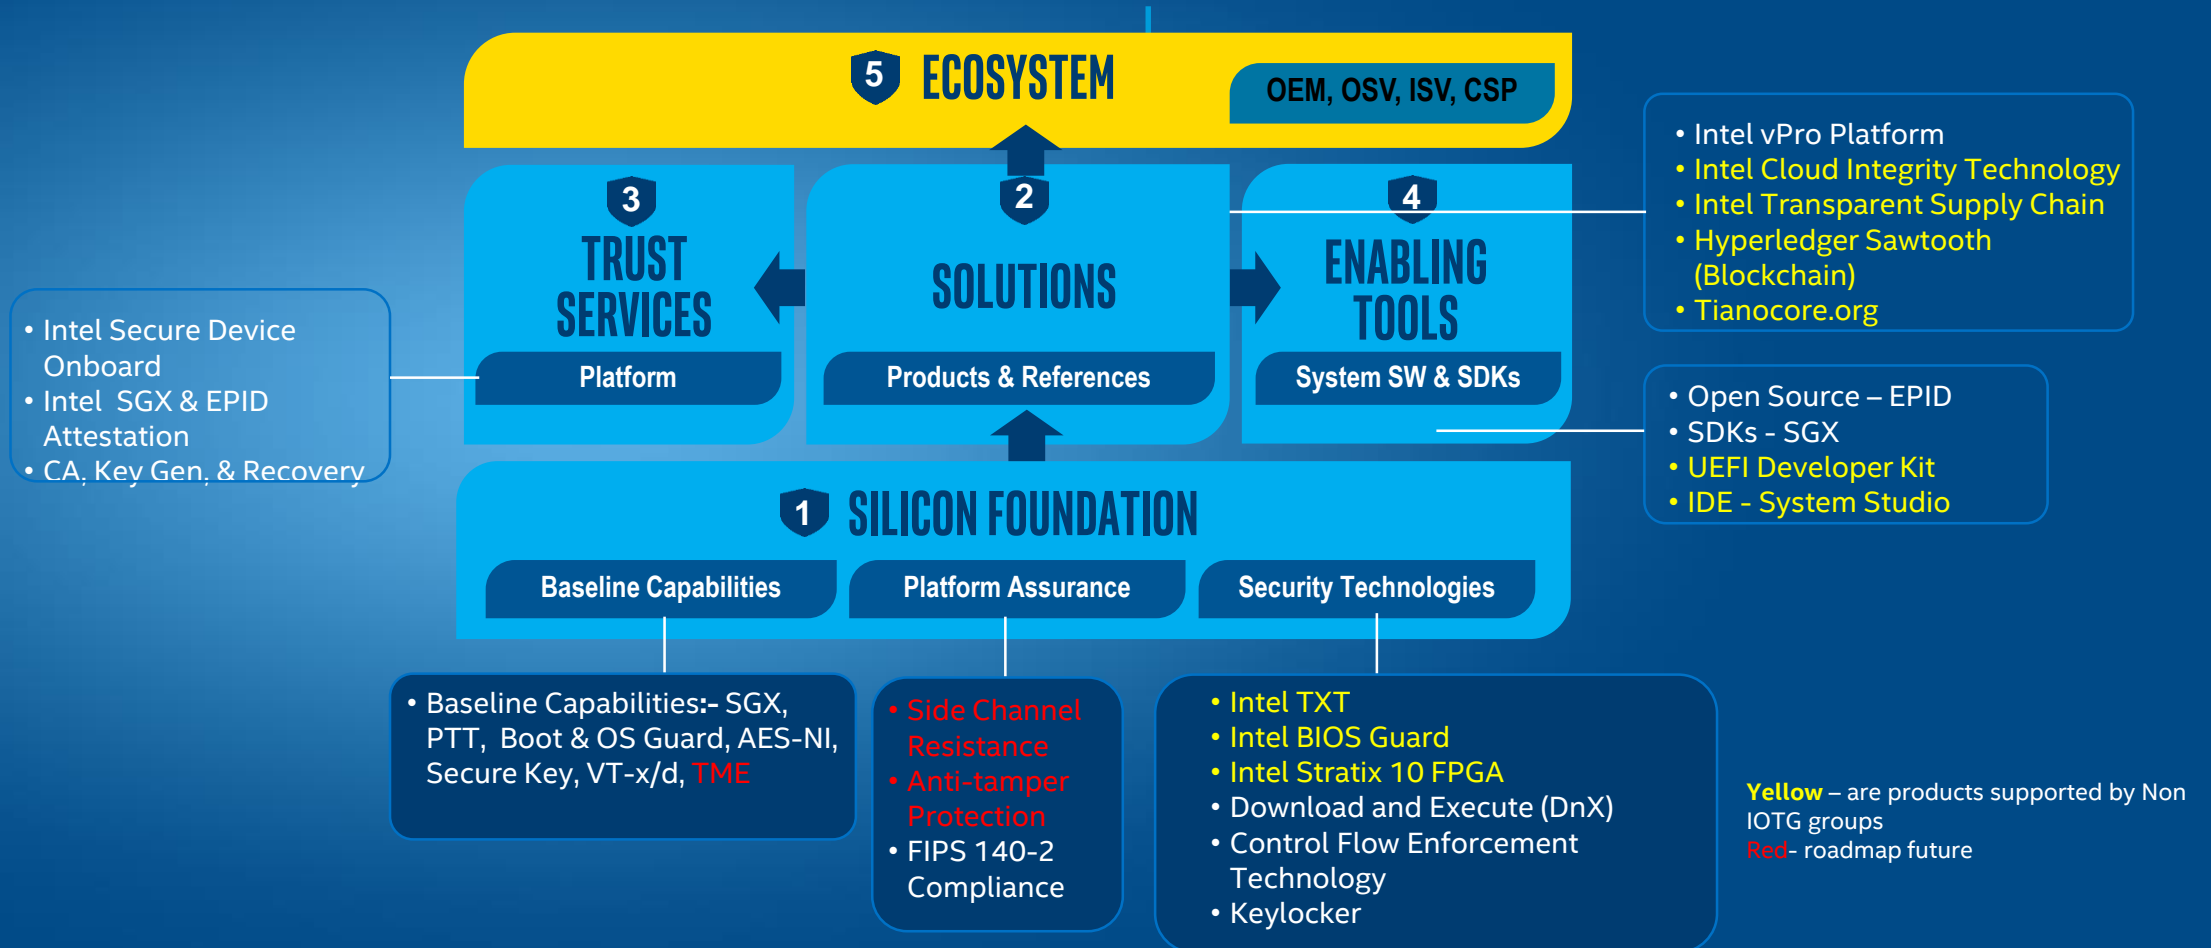 5 ECOSYSTEM
OEM, OSV, ISV, CSP
3
TRUST
SERVICES
Platform
2
SOLUTIONS
Products & References
4
ENABLING
TOOLS
System SW & SDKs
• Intel vPro Platform
• Intel Cloud Integrity Technology
• Intel Transparent Supply Chain
• Hyperledger Sawtooth
(Blockchain)
• Tianocore.org
• Intel Secure Device
Onboard
• Intel  SGX & EPID
Attestation
• CA, Key Gen, & Recovery
• Open Source – EPID
• SDKs - SGX
• UEFI Developer Kit
• IDE - System Studio
1 SILICON FOUNDATION
Baseline Capabilities
Platform Assurance
Security Technologies
• Baseline Capabilities:- SGX,
PTT,  Boot & OS Guard, AES-NI,
Secure Key, VT-x/d, TME
• Side Channel
Resistance
• Anti-tamper
Protection
• FIPS 140-2
Compliance
• Intel TXT
• Intel BIOS Guard
• Intel Stratix 10 FPGA
• Download and Execute (DnX)
• Control Flow Enforcement
Technology
• Keylocker
Yellow – are products supported by Non
IOTG groups
Red- roadmap future